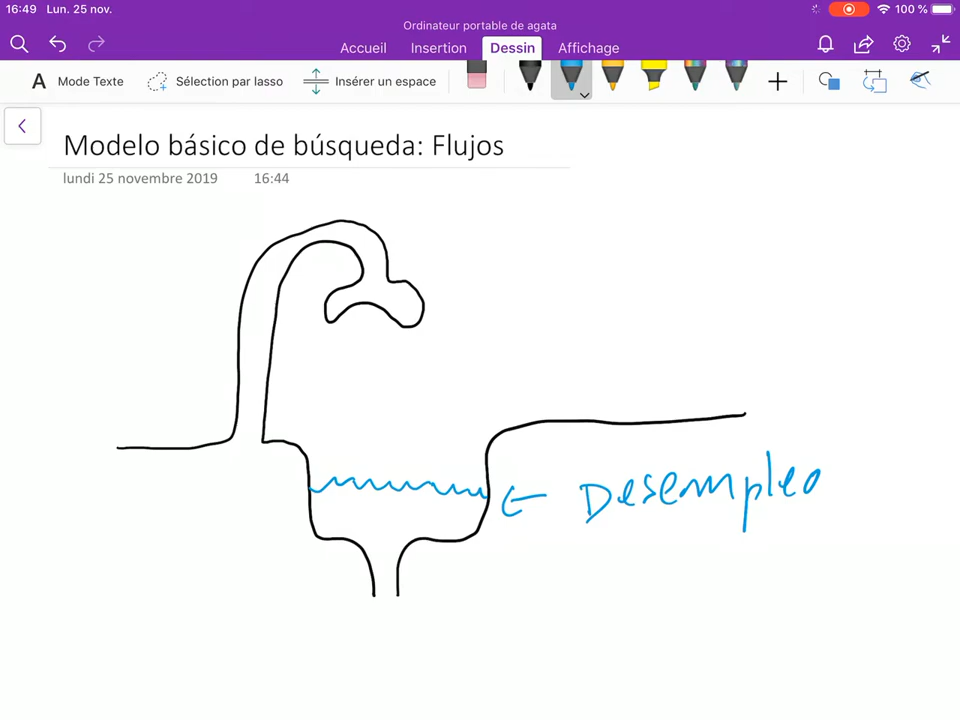 16:49 Lun. 25 nov. 100 %
Ordinateur portable de agata
Accueil Insertion Dessin Affichage
A Mode Texte Sélection par lasso Insérer un espace
Modelo básico de búsqueda: Flujos
lundi 25 novembre 2019 16:44
← Desempleo